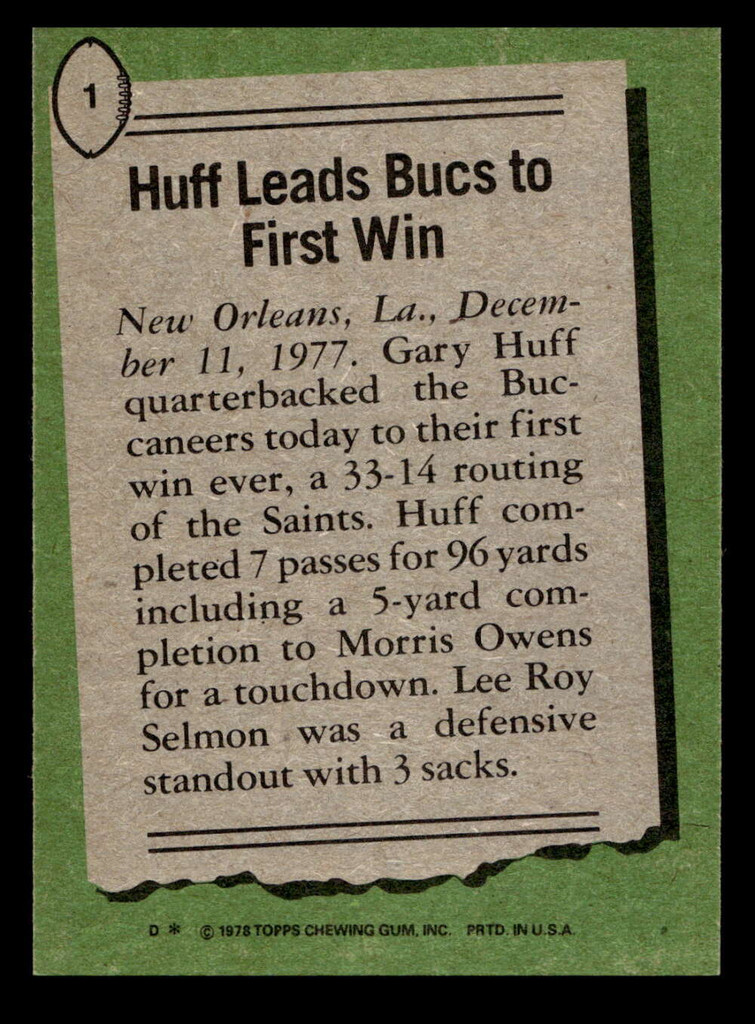 1
Huff Leads Bucs to
First Win
New Orleans, La., Decem-
ber 11, 1977. Gary Huff
quarterbacked the Buc-
caneers today to their first
win ever, a 33-14 routing
of the Saints. Huff com-
pleted 7 passes for 96 yards
including a 5-yard com-
pletion to Morris Owens
for a touchdown. Lee Roy
Selmon was a defensive
standout with 3 sacks.
D * © 1978 TOPPS CHEWING GUM, INC. PRTD. IN U.S.A.